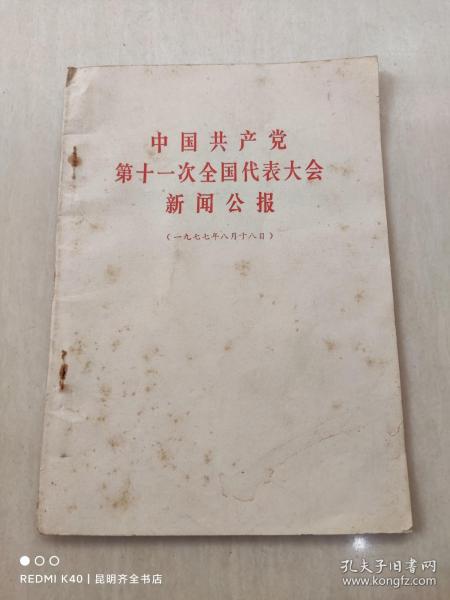 中国共产党
第十一次全国代表大会
新闻公报
(一九七七年八月十八日)
REDMI K40 | 昆明齐全书店
孔夫子旧书网
www.kongfz.com